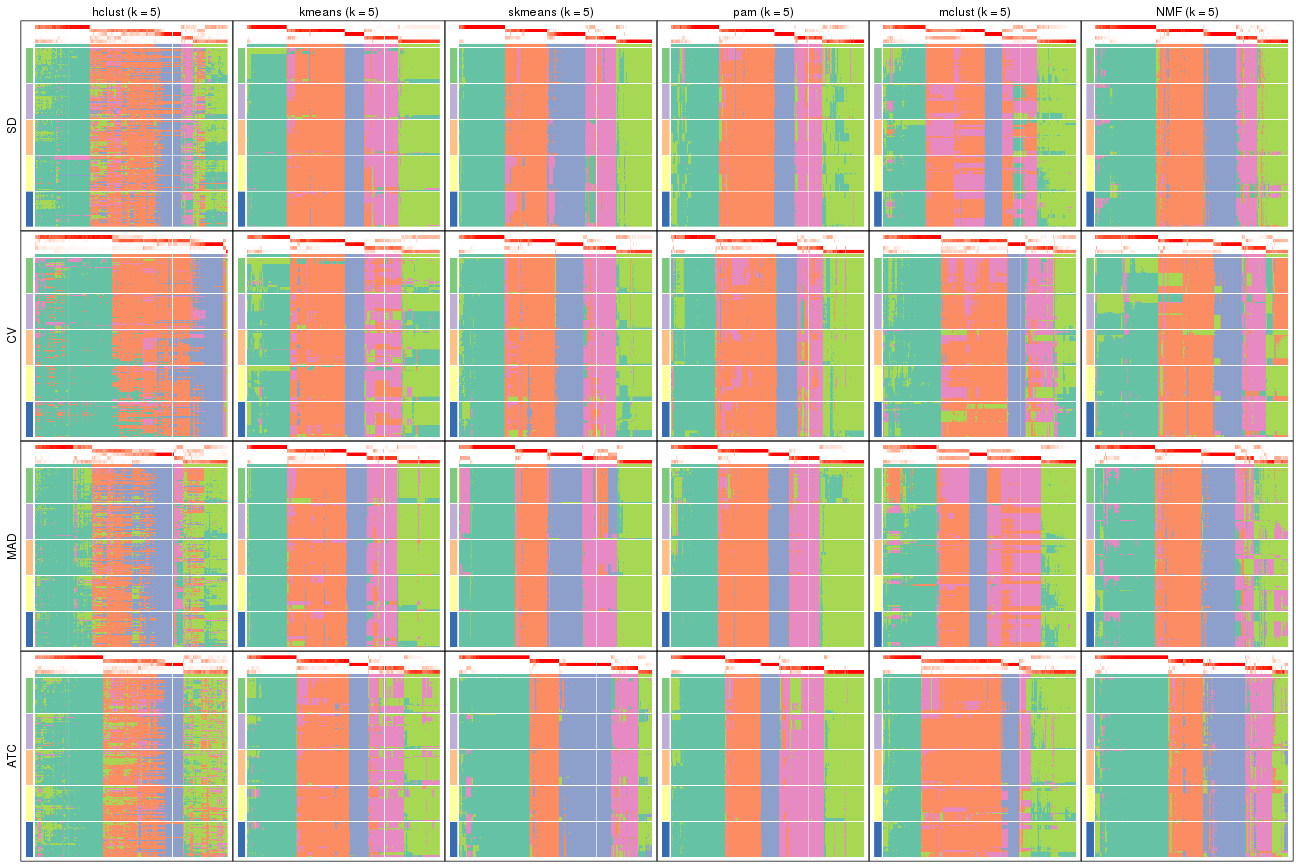 hclust (k = 5) kmeans (k = 5) skmeans (k = 5) pam (k = 5) mclust (k = 5) NMF (k = 5)
SD
CV
MAD
ATC